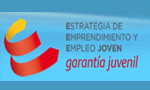 ESTRATEGIA DE
EMPRENDIMIENTO Y
EMPLEO JOVEN
garantía juvenil